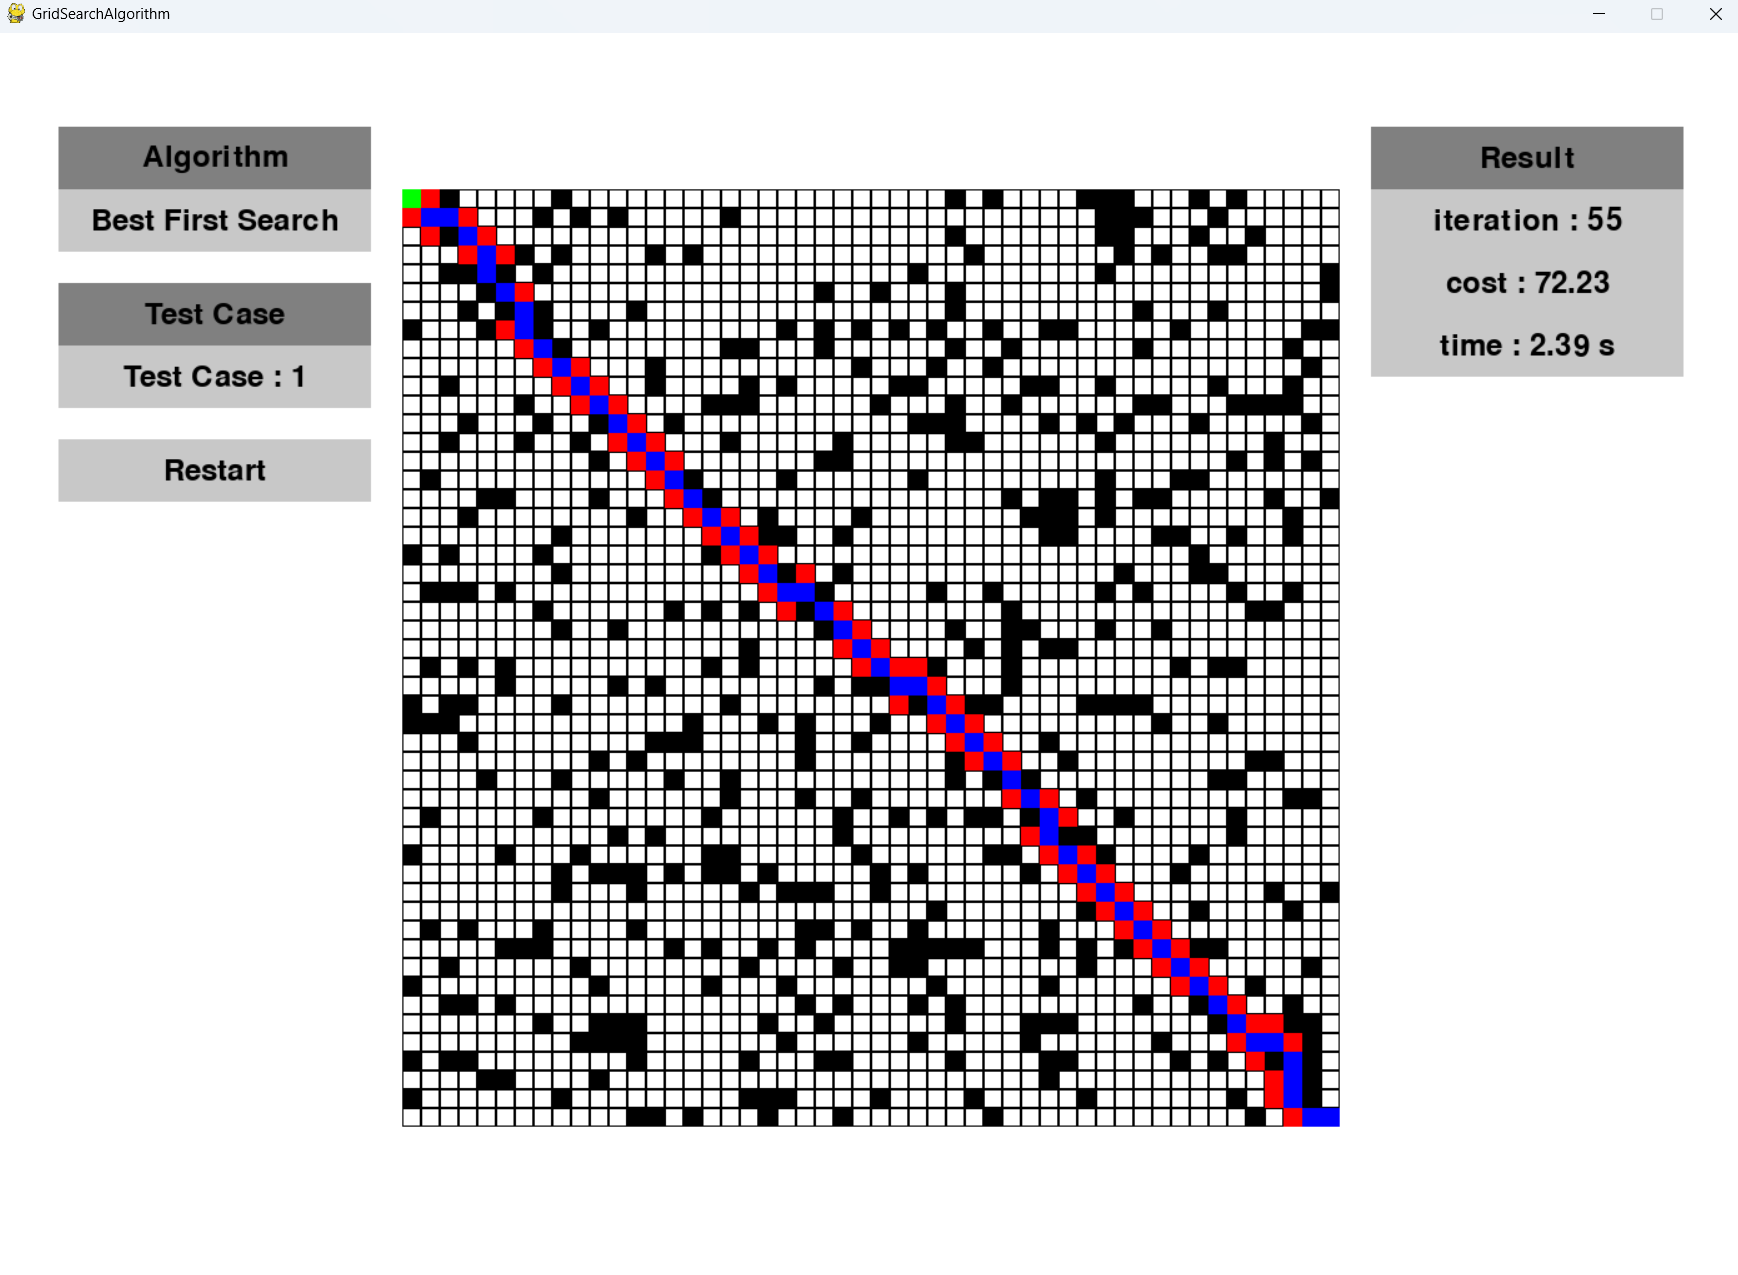 GridSearchAlgorithm
Algorithm
Best First Search
Test Case
Test Case : 1
Restart
Result
iteration : 55
cost : 72.23
time : 2.39 s